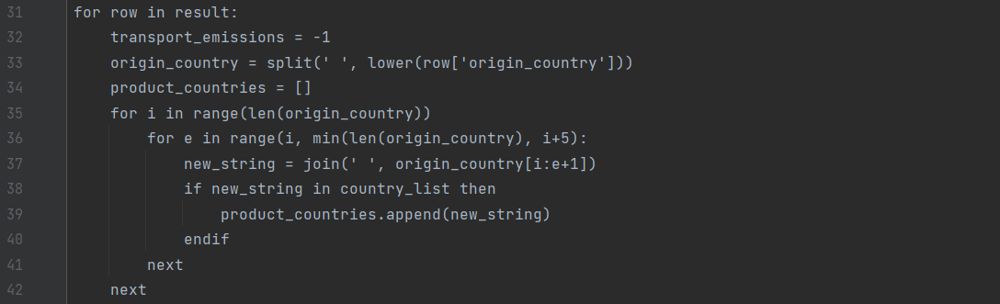 31 for row in result:
32 transport_emissions = -1
33 origin_country = split(' ', lower(row['origin_country']))
34 product_countries = []
35 for i in range(len(origin_country))
36 for e in range(i, min(len(origin_country), i+5):
37 new_string = join(' ', origin_country[i:e+1])
38 if new_string in country_list then
39 product_countries.append(new_string)
40 endif
41 next
42 next